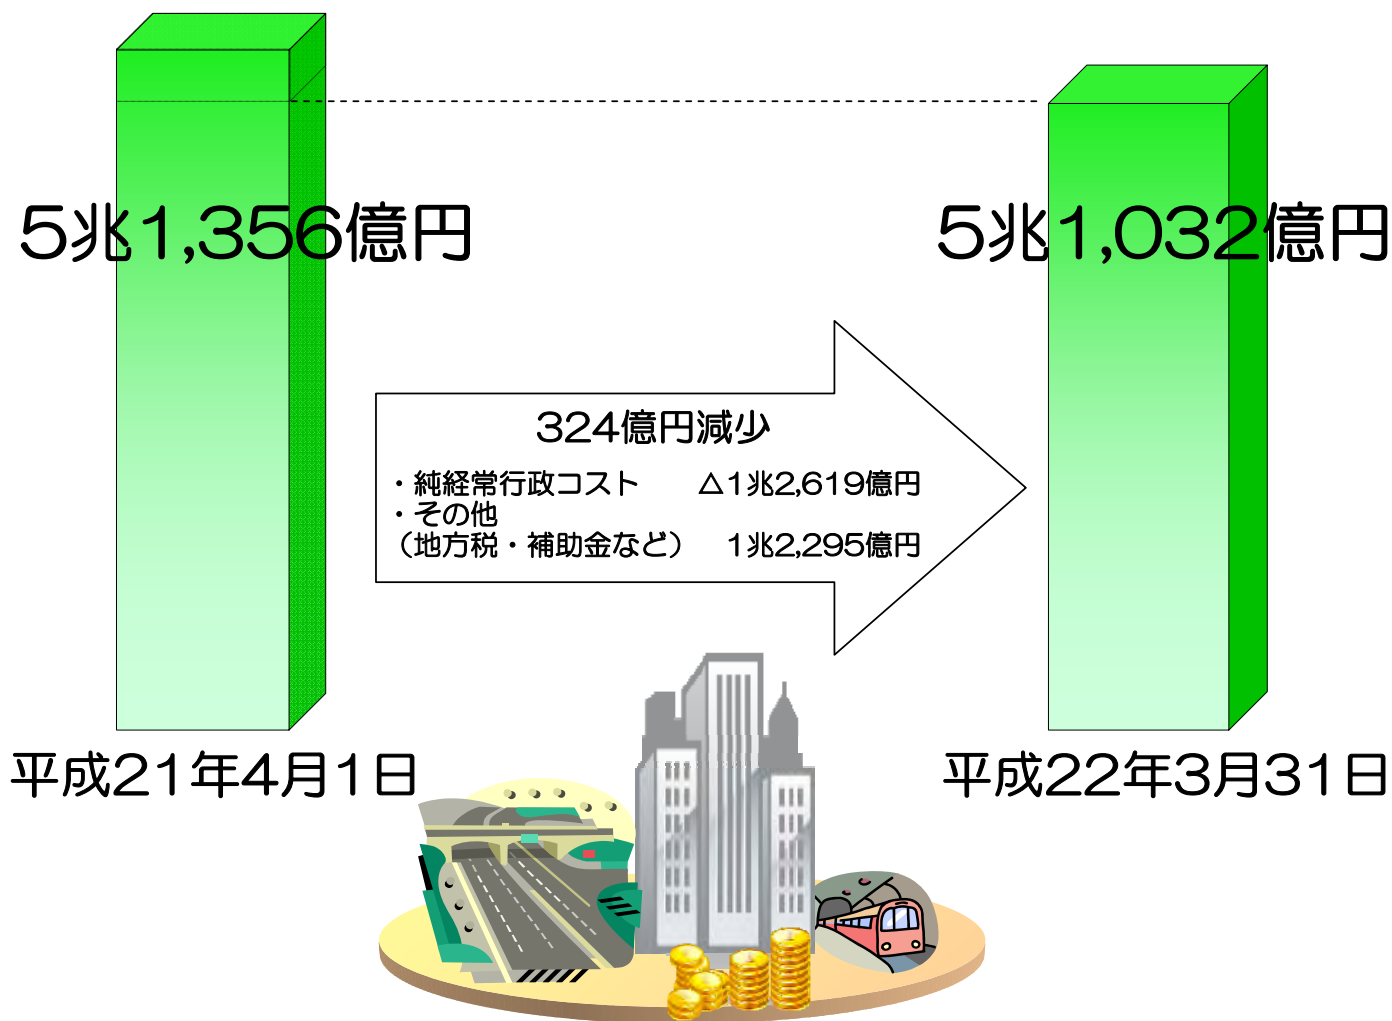 5兆1,356億円
5兆1,032億円
324億円減少
・純経常行政コスト　　△1兆2,619億円
・その他
（地方税・補助金など）　1兆2,295億円
平成21年4月1日
平成22年3月31日